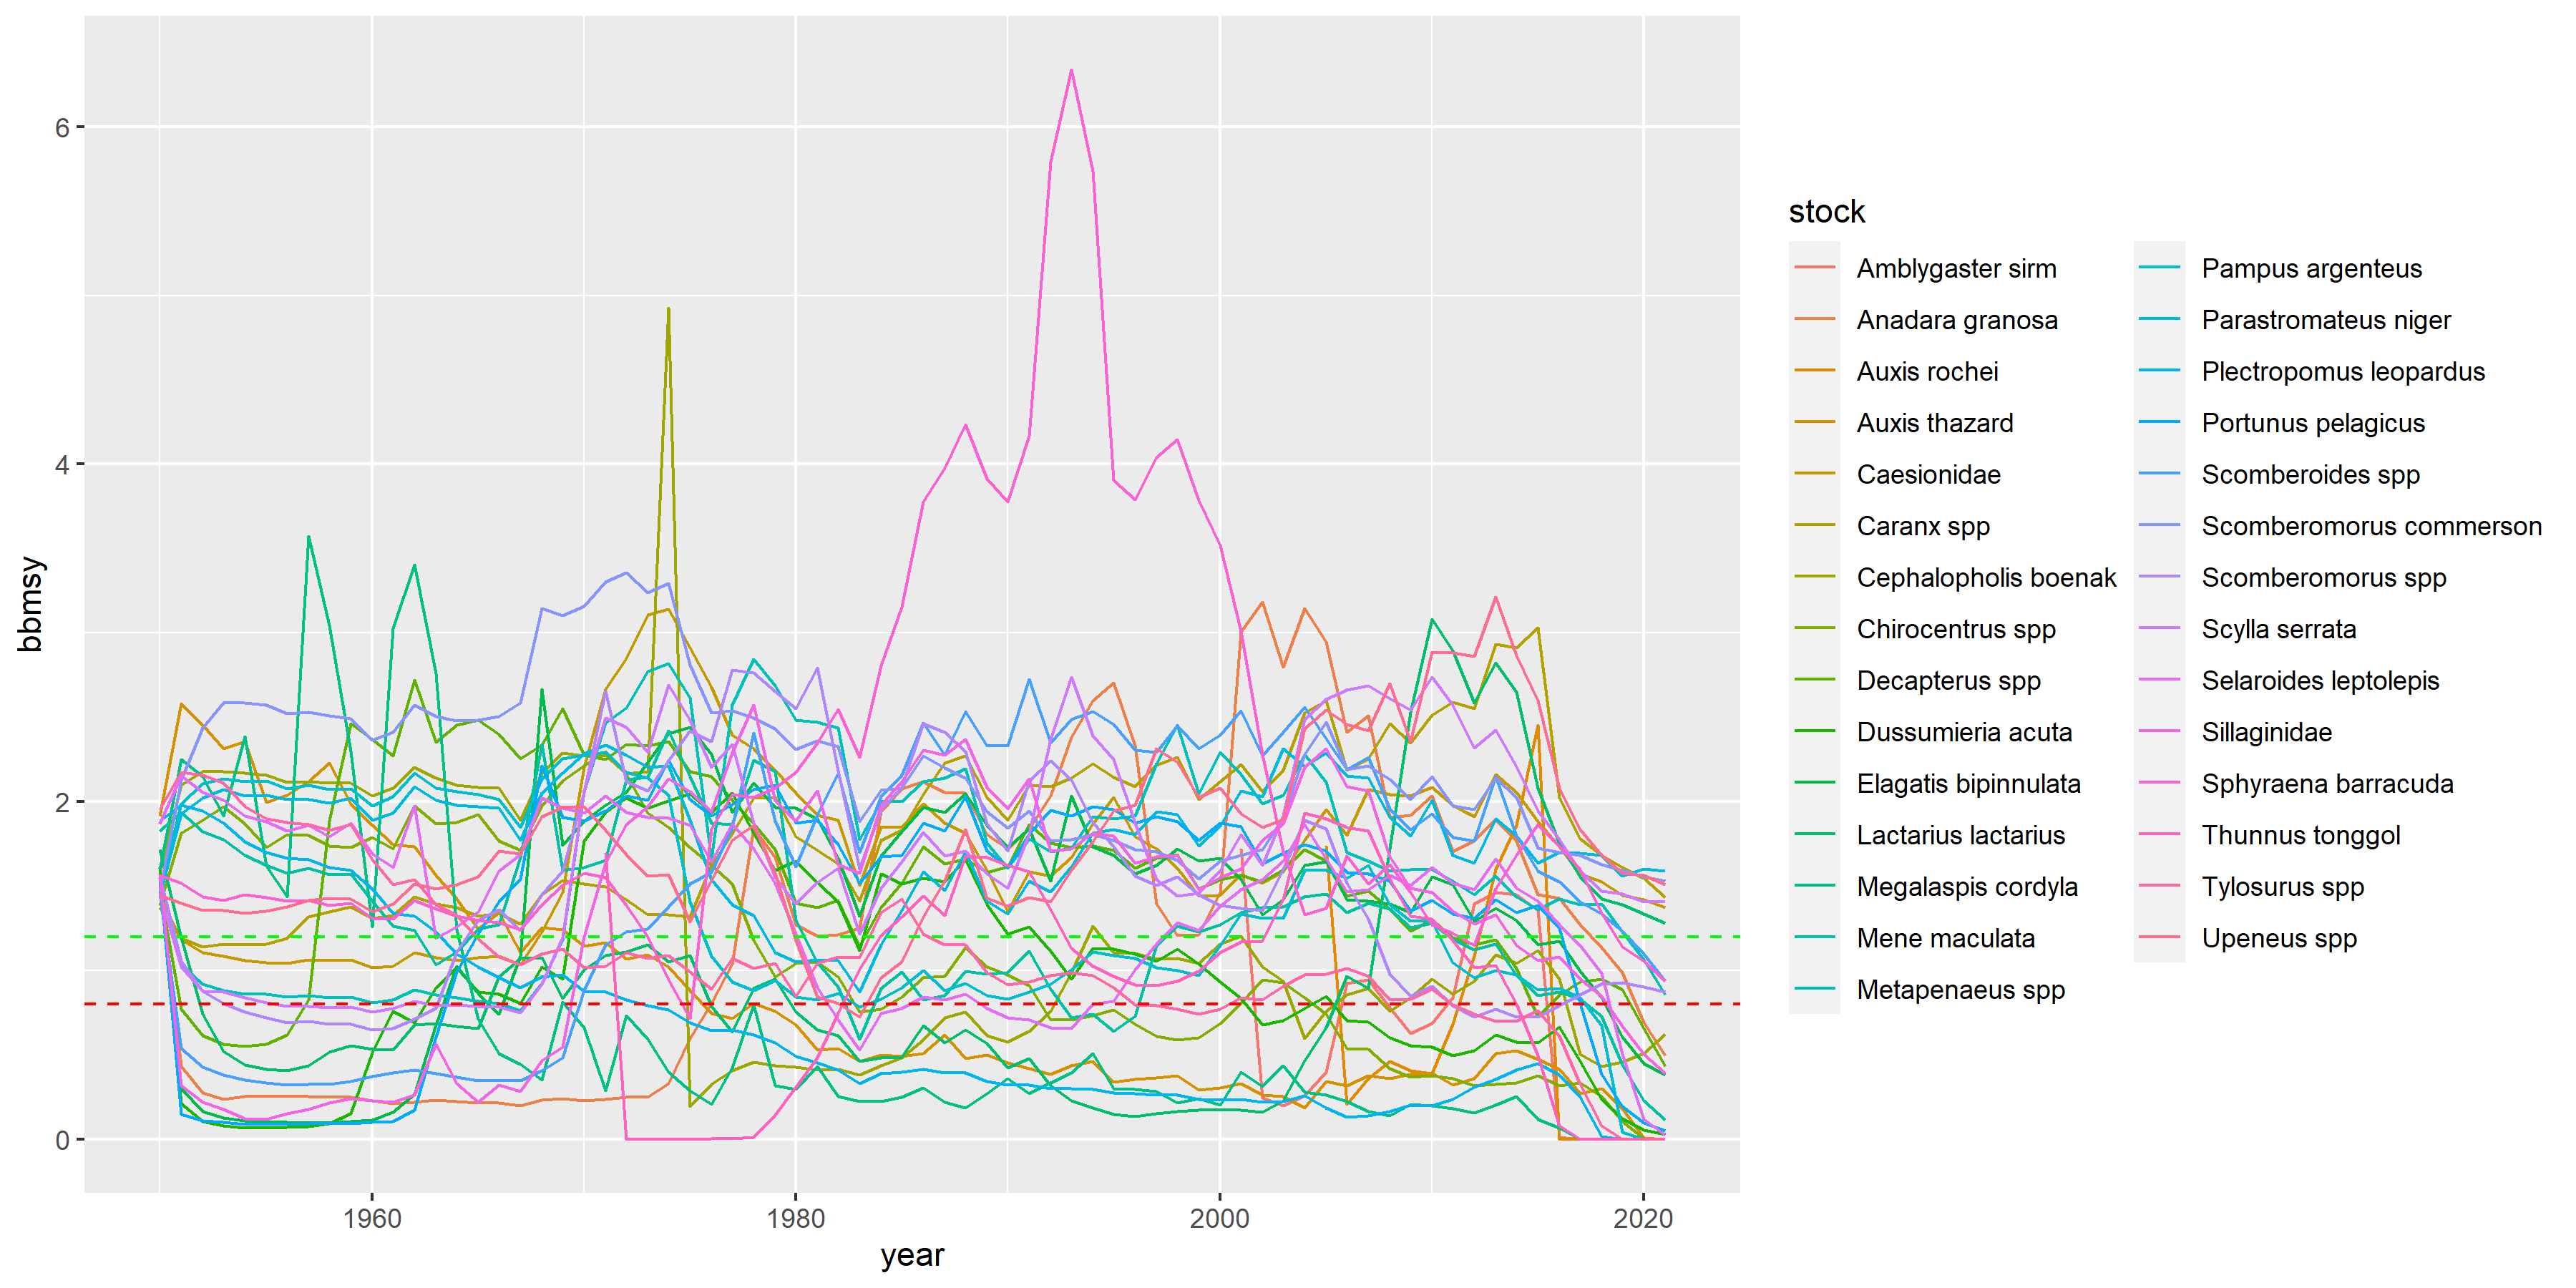 6
4
2
0
bbmsy
1960
1980
2000
2020
year
stock
Amblygaster sirm
Anadara granosa
Auxis rochei
Auxis thazard
Caesionidae
Caranx spp
Cephalopholis boenak
Chirocentrus spp
Decapterus spp
Dussumieria acuta
Elagatis bipinnulata
Lactarius lactarius
Megalaspis cordyla
Mene maculata
Metapenaeus spp
Pampus argenteus
Parastromateus niger
Plectropomus leopardus
Portunus pelagicus
Scomberoides spp
Scomberomorus commerson
Scomberomorus spp
Scylla serrata
Selaroides leptolepis
Sillaginidae
Sphyraena barracuda
Thunnus tonggol
Tylosurus spp
Upeneus spp